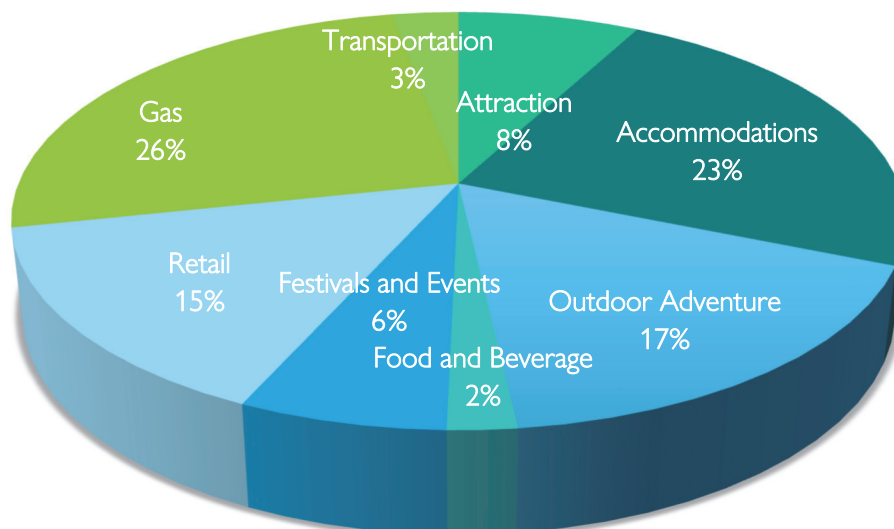 Transportation
3%
Attraction
8%
Accommodations
23%
Gas
26%
Retail
15%
Festivals and Events
6%
Outdoor Adventure
17%
Food and Beverage
2%